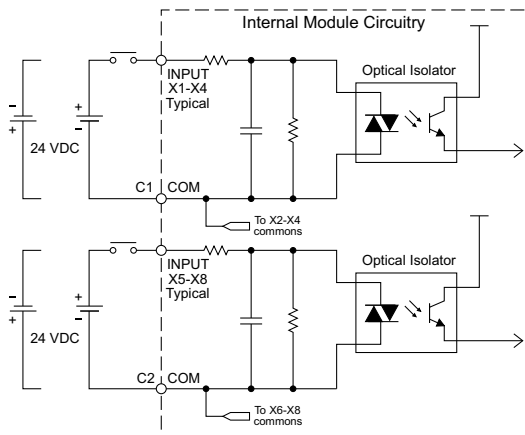 Internal Module Circuitry
INPUT
X1-X4
Typical
Optical Isolator
-
+
+
-
24 VDC
C1 COM
To X2-X4
commons
INPUT
X5-X8
Typical
Optical Isolator
-
+
+
-
24 VDC
C2 COM
To X6-X8
commons